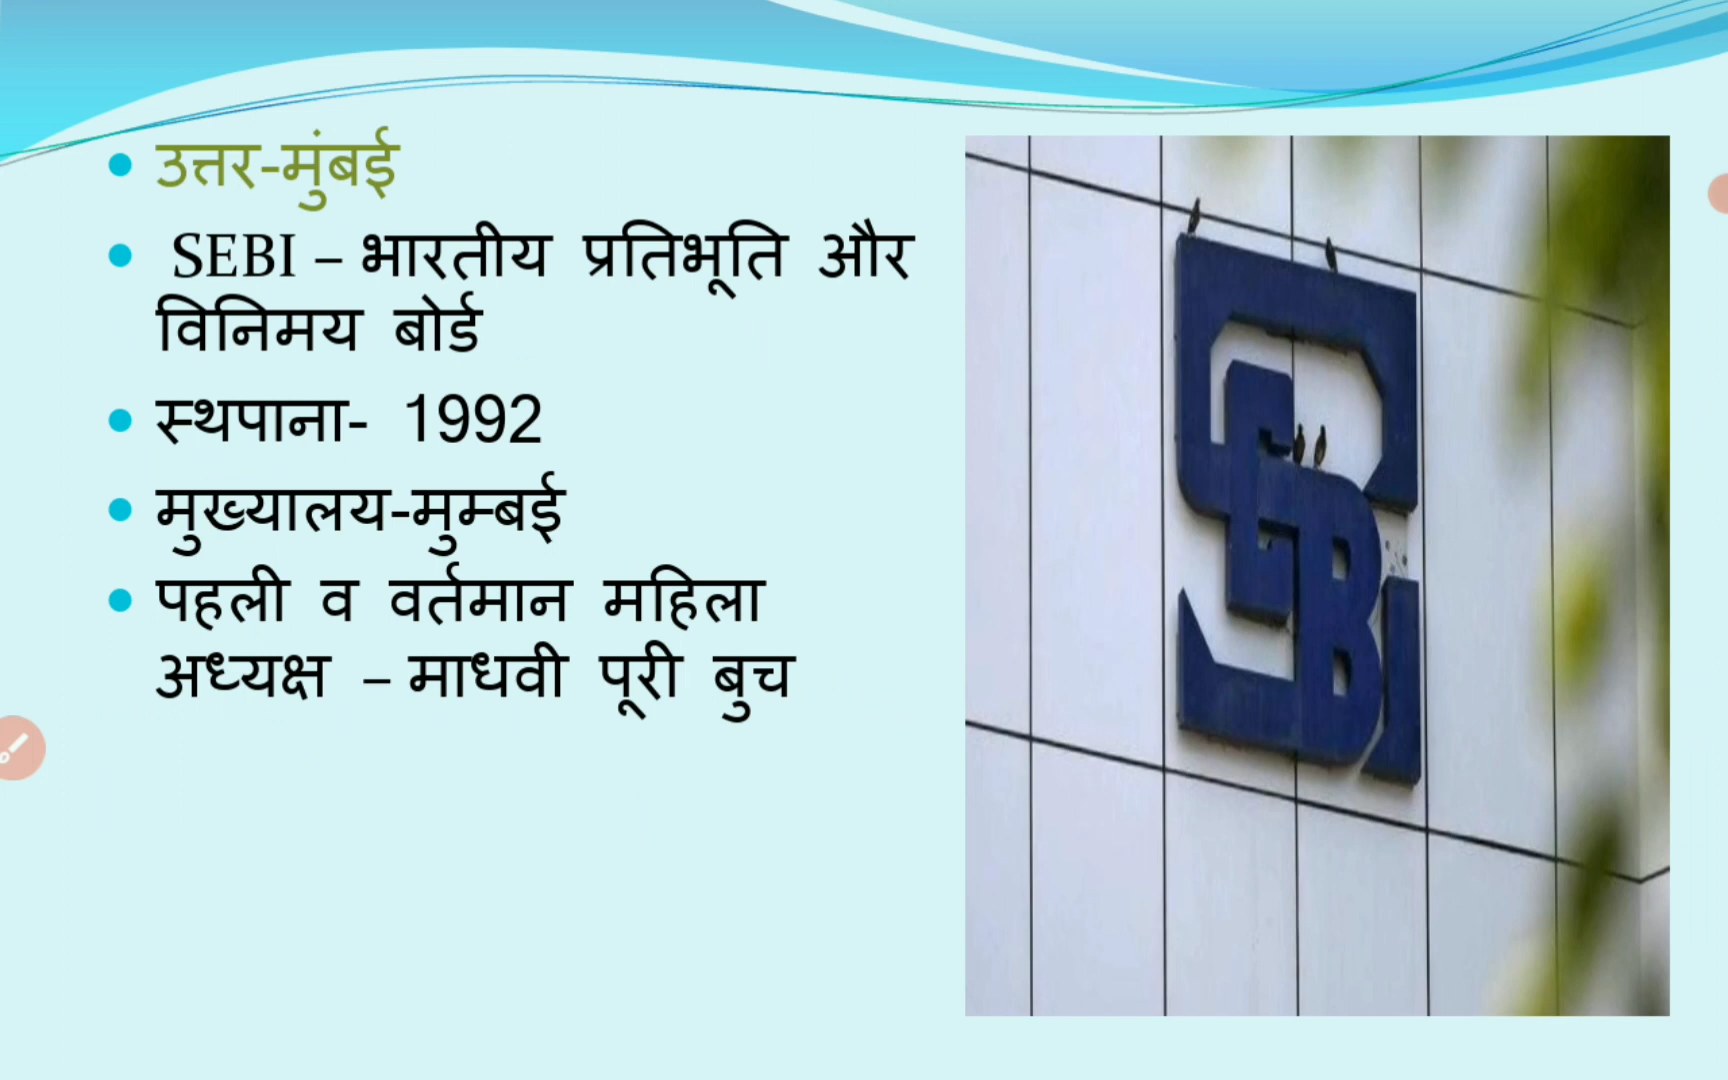 उत्तर-मुंबई
SEBI – भारतीय प्रतिभूति और
विनिमय बोर्ड
स्थपाना- 1992
मुख्यालय-मुम्बई
पहली व वर्तमान महिला
अध्यक्ष – माधवी पूरी बुच
SEBI